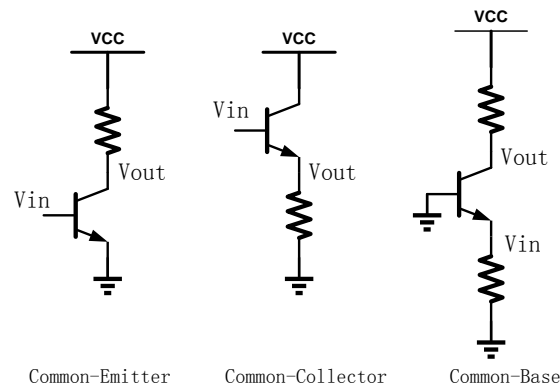 VCC
Vin
Vout
Common-Emitter
VCC
Vin
Vout
Common-Collector
VCC
Vout
Vin
Common-Base